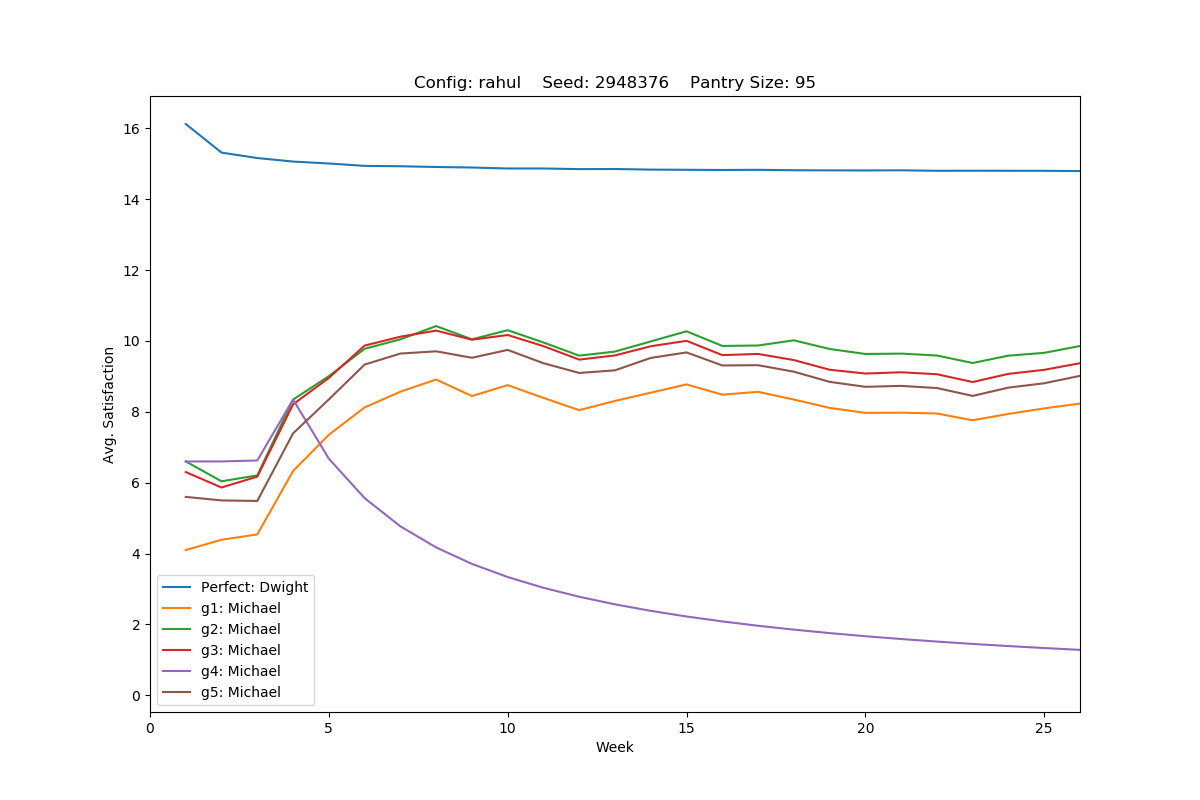 Config: rahul    Seed: 2948376    Pantry Size: 95
Avg. Satisfaction
16
14
12
10
8
6
4
2
0
Perfect: Dwight
g1: Michael
g2: Michael
g3: Michael
g4: Michael
g5: Michael
0 5 10 15 20 25
Week